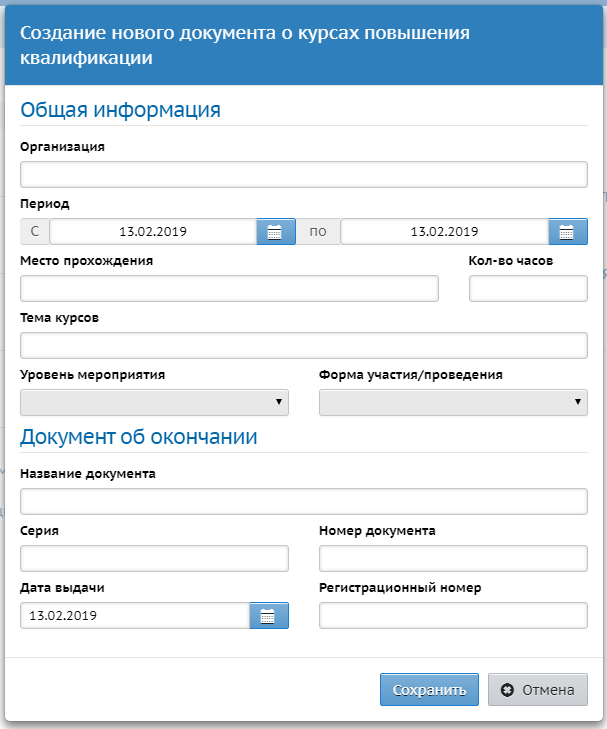 Создание нового документа о курсах повышения
квалификации
Общая информация
Организация
Период
С 13.02.2019 по 13.02.2019
Место прохождения Кол-во часов
Тема курсов
Уровень мероприятия Форма участия/проведения
Документ об окончании
Название документа
Серия Номер документа
Дата выдачи Регистрационный номер
13.02.2019
Сохранить Отмена